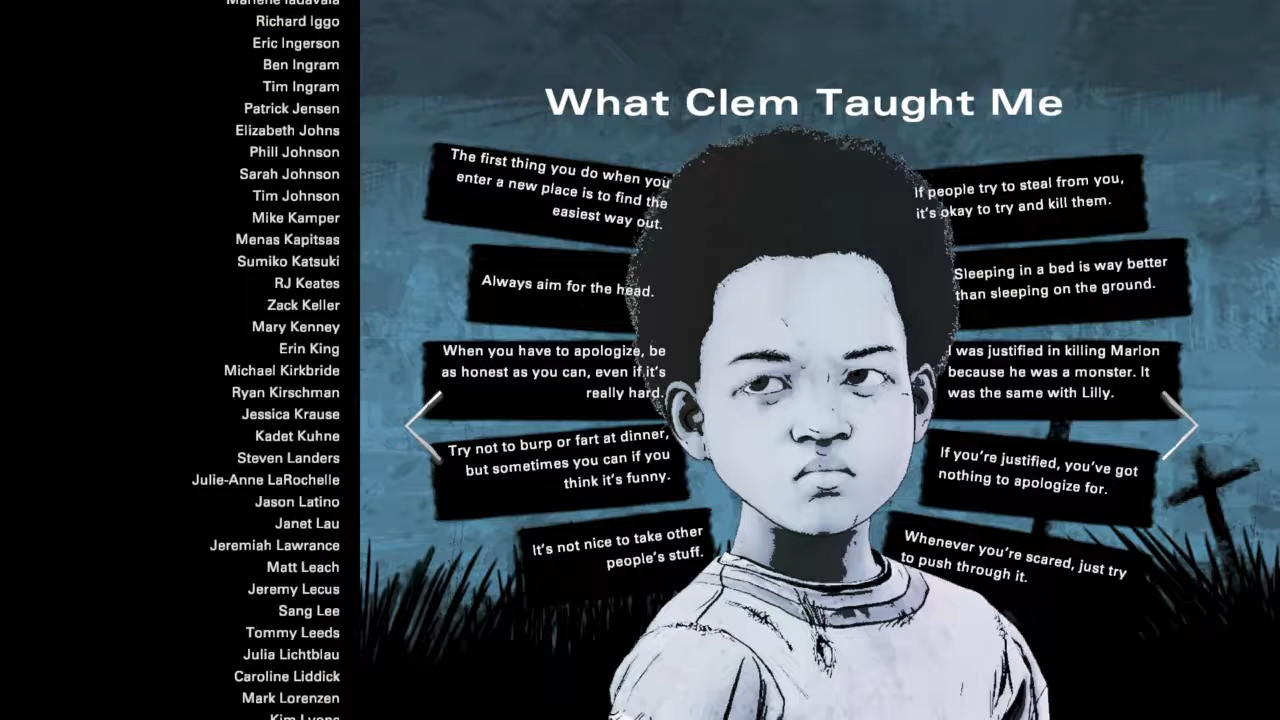 Marlene Iadavaia
Richard Iggo
Eric Ingerson
Ben Ingram
Tim Ingram
Patrick Jensen
Elizabeth Johns
Phill Johnson
Sarah Johnson
Tim Johnson
Mike Kamper
Menas Kapitsas
Sumiko Katsuki
RJ Keates
Zack Keller
Mary Kenney
Erin King
Michael Kirkbride
Ryan Kirschman
Jessica Krause
Kadet Kuhne
Steven Landers
Julie-Anne LaRochelle
Jason Latino
Janet Lau
Jeremiah Lawrance
Matt Leach
Jeremy Lecus
Sang Lee
Tommy Leeds
Julia Lichtblau
Caroline Liddick
Mark Lorenzen
Kim Lyons
What Clem Taught Me
The first thing you do when you
enter a new place is to find the
easiest way out.
Always aim for the head.
When you have to apologize, be
as honest as you can, even if it's
really hard.
Try not to burp or fart at dinner,
but sometimes you can if you
think it's funny.
It's not nice to take other
people's stuff.
If people try to steal from you,
it's okay to try and kill them.
Sleeping in a bed is way better
than sleeping on the ground.
I was justified in killing Marlon
because he was a monster. It
was the same with Lilly.
If you're justified, you've got
nothing to apologize for.
Whenever you're scared, just try
to push through it.